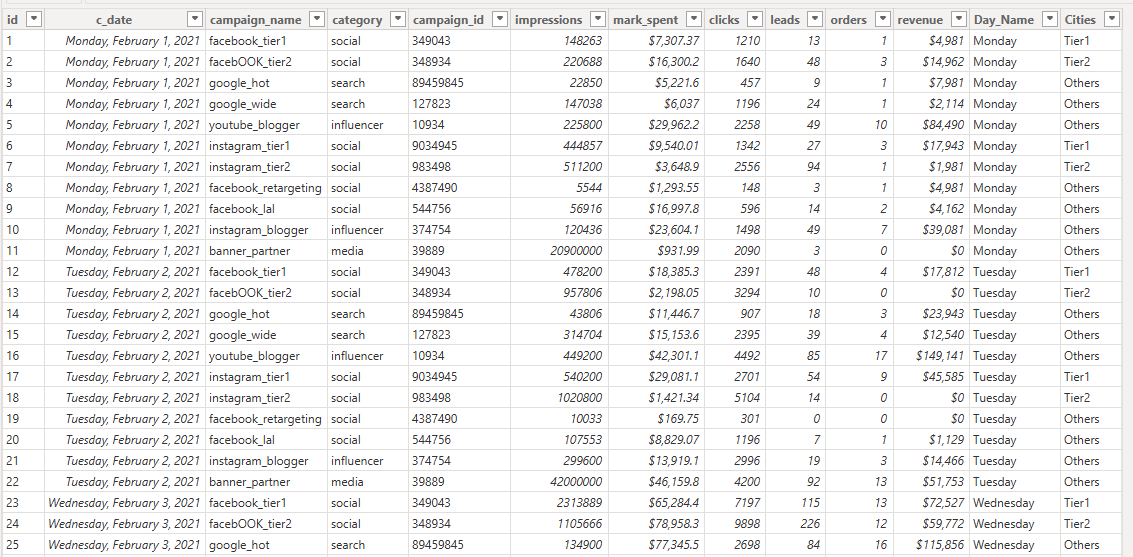 id c_date campaign_name category campaign_id impressions mark_spent clicks leads orders revenue Day_Name Cities
1 Monday, February 1, 2021 facebook_tier1 social 349043 148263 $7,307.37 1210 13 1 $4,981 Monday Tier1
2 Monday, February 1, 2021 facebOOK_tier2 social 348934 220688 $16,300.2 1640 48 3 $14,962 Monday Tier2
3 Monday, February 1, 2021 google_hot search 89459845 22850 $5,221.6 457 9 1 $7,981 Monday Others
4 Monday, February 1, 2021 google_wide search 127823 147038 $6,037 1196 24 1 $2,114 Monday Others
5 Monday, February 1, 2021 youtube_blogger influencer 10934 225800 $29,962.2 2258 49 10 $84,490 Monday Others
6 Monday, February 1, 2021 instagram_tier1 social 9034945 444857 $9,540.01 1342 27 3 $17,943 Monday Tier1
7 Monday, February 1, 2021 instagram_tier2 social 983498 511200 $3,648.9 2556 94 1 $1,981 Monday Tier2
8 Monday, February 1, 2021 facebook_retargeting social 4387490 5544 $1,293.55 148 3 1 $4,981 Monday Others
9 Monday, February 1, 2021 facebook_lal social 544756 56916 $16,997.8 596 14 2 $4,162 Monday Others
10 Monday, February 1, 2021 instagram_blogger influencer 374754 120436 $23,604.1 1498 49 7 $39,081 Monday Others
11 Monday, February 1, 2021 banner_partner media 39889 20900000 $931.99 2090 3 0 $0 Monday Others
12 Tuesday, February 2, 2021 facebook_tier1 social 349043 478200 $18,385.3 2391 48 4 $17,812 Tuesday Tier1
13 Tuesday, February 2, 2021 facebOOK_tier2 social 348934 957806 $2,198.05 3294 10 0 $0 Tuesday Tier2
14 Tuesday, February 2, 2021 google_hot search 89459845 43806 $11,446.7 907 18 3 $23,943 Tuesday Others
15 Tuesday, February 2, 2021 google_wide search 127823 314704 $15,153.6 2395 39 4 $12,540 Tuesday Others
16 Tuesday, February 2, 2021 youtube_blogger influencer 10934 449200 $42,301.1 4492 85 17 $149,141 Tuesday Others
17 Tuesday, February 2, 2021 instagram_tier1 social 9034945 540200 $29,081.1 2701 54 9 $45,585 Tuesday Tier1
18 Tuesday, February 2, 2021 instagram_tier2 social 983498 1020800 $1,421.34 5104 14 0 $0 Tuesday Tier2
19 Tuesday, February 2, 2021 facebook_retargeting social 4387490 10033 $169.75 301 0 0 $0 Tuesday Others
20 Tuesday, February 2, 2021 facebook_lal social 544756 107553 $8,829.07 1196 7 1 $1,129 Tuesday Others
21 Tuesday, February 2, 2021 instagram_blogger influencer 374754 299600 $13,919.1 2996 19 3 $14,466 Tuesday Others
22 Tuesday, February 2, 2021 banner_partner media 39889 42000000 $46,159.8 4200 92 13 $51,753 Tuesday Others
23 Wednesday, February 3, 2021 facebook_tier1 social 349043 2313889 $65,284.4 7197 115 13 $72,527 Wednesday Tier1
24 Wednesday, February 3, 2021 facebOOK_tier2 social 348934 1105666 $78,958.3 9898 226 12 $59,772 Wednesday Tier2
25 Wednesday, February 3, 2021 google_hot search 89459845 134900 $77,345.5 2698 84 16 $115,856 Wednesday Others